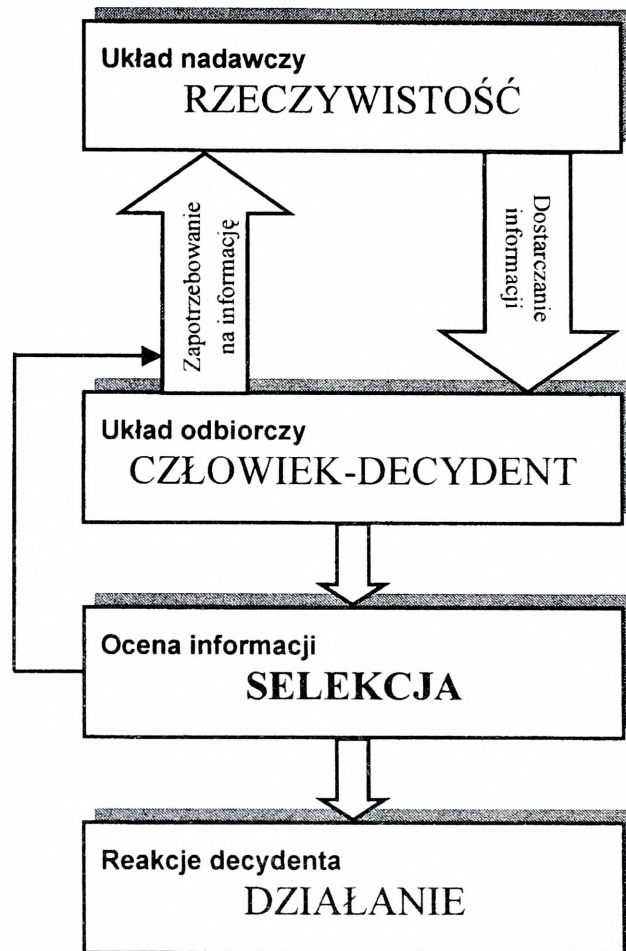 Układ nadawczy
RZECZYWISTOŚĆ
Zapotrzebowanie
na informację
Dostarczanie
informacji
Układ odbiorczy
CZŁOWIEK-DECYDENT
Ocena informacji
SELEKCJA
Reakcje decydenta
DZIAŁANIE